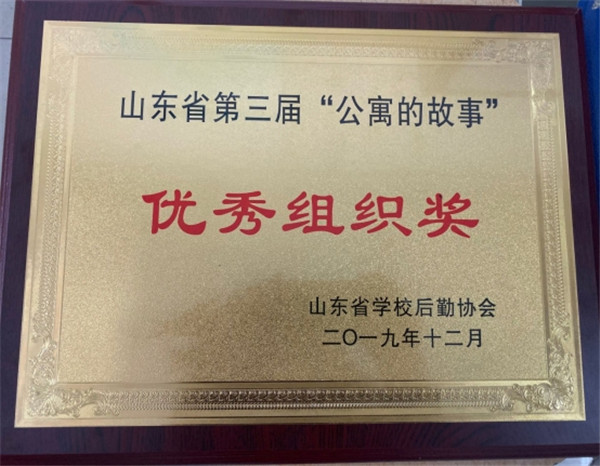 山东省第三届“公寓的故事”
优秀组织奖
山东省学校后勤协会
二〇一九年十二月